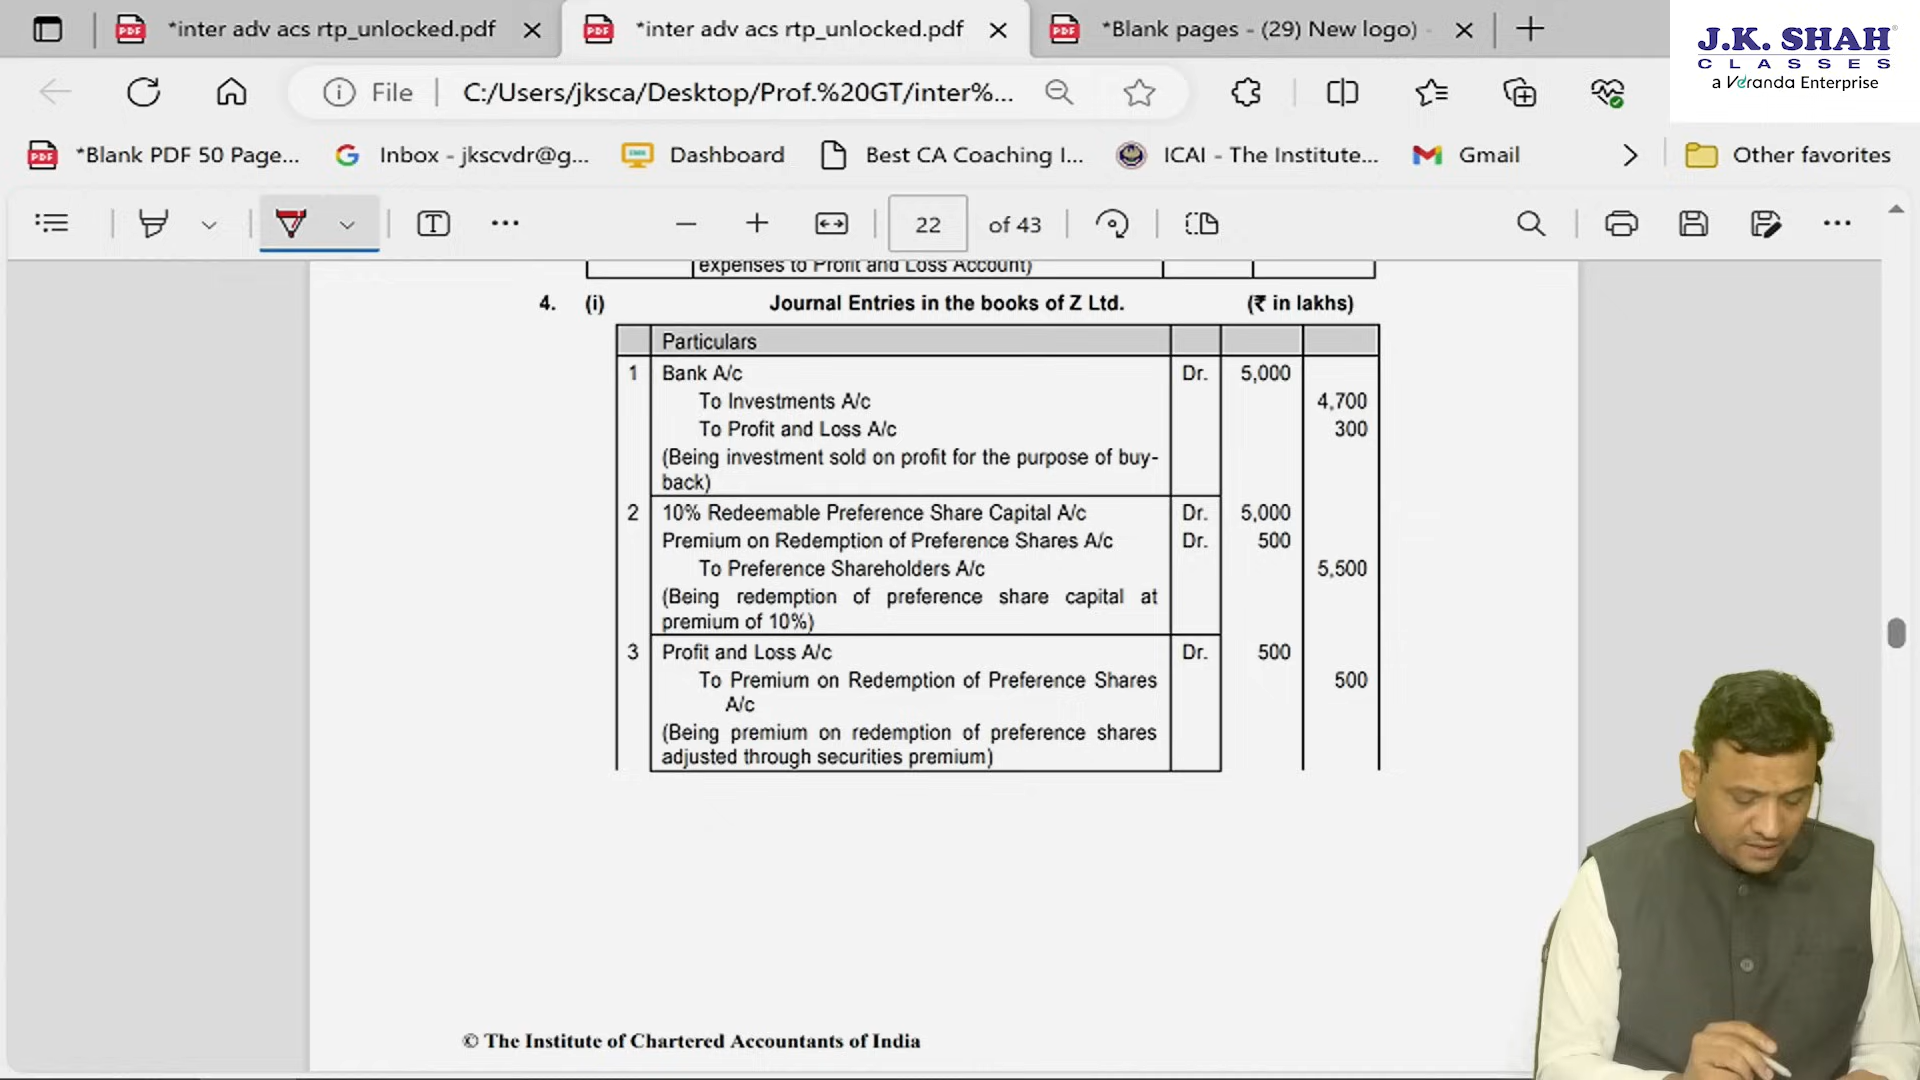 *inter adv acs rtp_unlocked.pdf
*inter adv acs rtp_unlocked.pdf
*Blank pages - (29) New logo) -
J.K. SHAH
CLASSES
a Veranda Enterprise
File
C:/Users/jksca/Desktop/Prof.%20GT/inter%...
*Blank PDF 50 Page...
Inbox - jkscvdr@g...
Dashboard
Best CA Coaching I...
ICAI - The Institute...
Gmail
Other favorites
22 of 43
expenses to Profit and Loss Account)
4. (i) Journal Entries in the books of Z Ltd. (₹ in lakhs)
Particulars
1 Bank A/c Dr. 5,000
To Investments A/c 4,700
To Profit and Loss A/c 300
(Being investment sold on profit for the purpose of buy-
back)
2 10% Redeemable Preference Share Capital A/c Dr. 5,000
Premium on Redemption of Preference Shares A/c Dr. 500
To Preference Shareholders A/c 5,500
(Being redemption of preference share capital at
premium of 10%)
3 Profit and Loss A/c Dr. 500
To Premium on Redemption of Preference Shares 500
A/c
(Being premium on redemption of preference shares
adjusted through securities premium)
© The Institute of Chartered Accountants of India